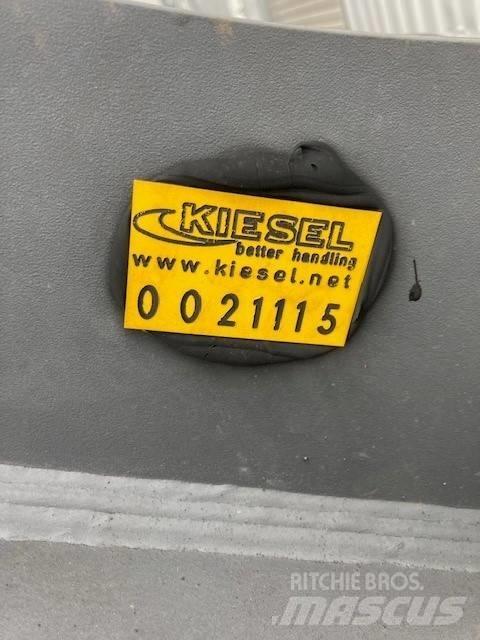 KIESEL
better handling
www.kiesel.net
0021115
RITCHIE BROS.
MASCUS